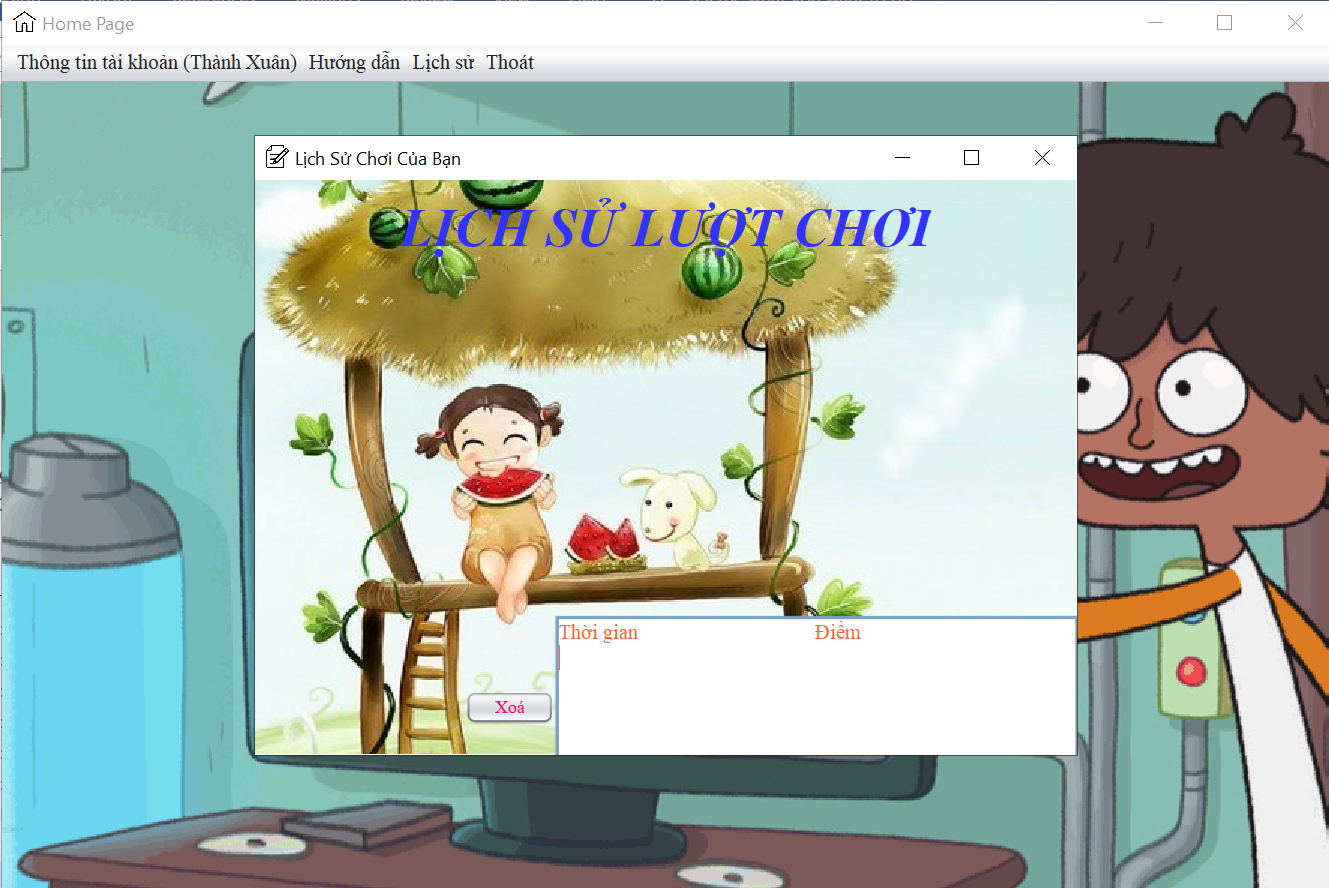 Home Page
Thông tin tài khoản (Thành Xuân) Hướng dẫn Lịch sử Thoát
Lịch Sử Chơi Của Bạn
LỊCH SỬ LƯỢT CHƠI
Thời gian Điểm
Xoá